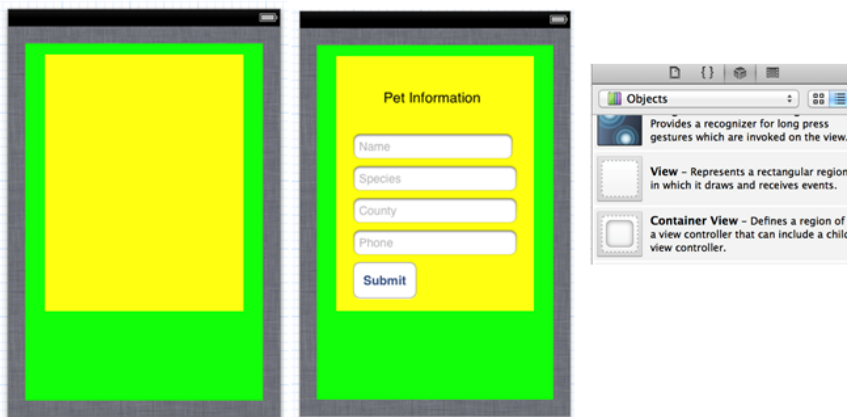 Pet Information
Name
Species
County
Phone
Submit
{}
Objects
Provides a recognizer for long press
gestures which are invoked on the view.
View – Represents a rectangular region
in which it draws and receives events.
Container View – Defines a region of
a view controller that can include a child
view controller.